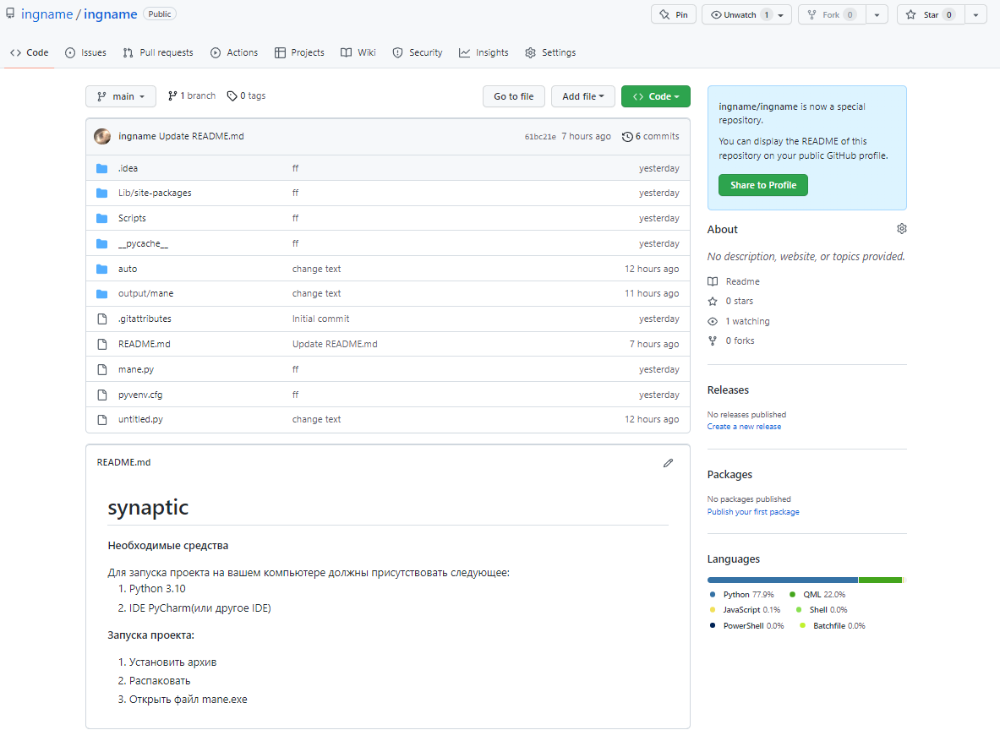 ingname / ingname Public
Pin
Unwatch 1
Fork 0
Star 0
Code
Issues
Pull requests
Actions
Projects
Wiki
Security
Insights
Settings
main
1 branch
0 tags
Go to file
Add file
Code
ingname Update README.md
61bc21e 7 hours ago
6 commits
.idea ff yesterday
Lib/site-packages ff yesterday
Scripts ff yesterday
__pycache__ ff yesterday
auto change text 12 hours ago
output/mane change text 11 hours ago
.gitattributes Initial commit yesterday
README.md Update README.md 7 hours ago
mane.py ff yesterday
pyvenv.cfg ff yesterday
untitled.py change text 12 hours ago
README.md
synaptic
Необходимые средства
Для запуска проекта на вашем компьютере должны присутствовать следующее:
1. Python 3.10
2. IDE PyCharm(или другое IDE)
Запуска проекта:
1. Установить архив
2. Распаковать
3. Открыть файл mane.exe
ingname/ingname is now a special
repository.
You can display the README of this
repository on your public GitHub profile.
Share to Profile
About
No description, website, or topics provided.
Readme
0 stars
1 watching
0 forks
Releases
No releases published
Create a new release
Packages
No packages published
Publish your first package
Languages
Python 77.9% QML 22.0%
JavaScript 0.1% Shell 0.0%
PowerShell 0.0% Batchfile 0.0%